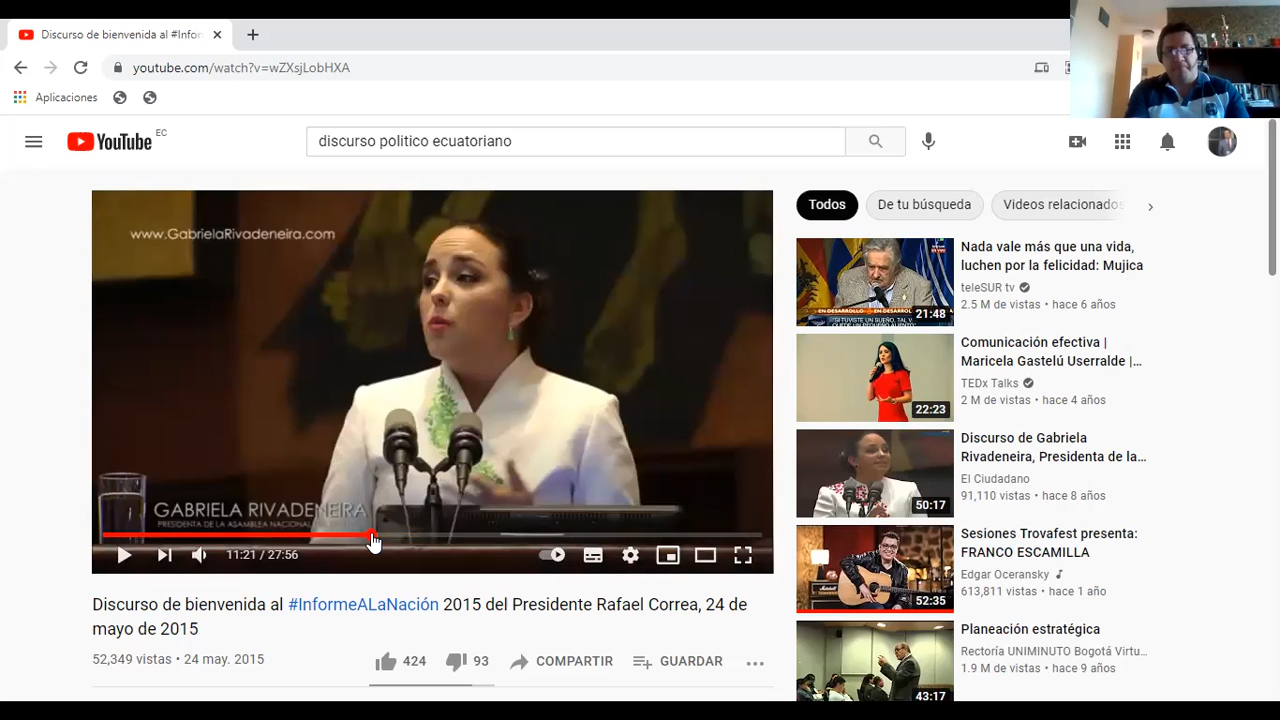 Discurso de bienvenida al #Infor
youtube.com/watch?v=wZXsjLobHXA
Aplicaciones
YouTube EC
discurso politico ecuatoriano
www.GabrielaRivadeneira.com
GABRIELA RIVADENEIRA
PRESIDENTA DE LA ASAMBLEA NACIONAL
11:21 / 27:56
Discurso de bienvenida al #InformeALaNación 2015 del Presidente Rafael Correa, 24 de
mayo de 2015
52,349 vistas • 24 may. 2015
424
93
COMPARTIR
GUARDAR
Todos
De tu búsqueda
Videos relacionados
EN DESARROLLO
21:48
Nada vale más que una vida,
luchen por la felicidad: Mujica
teleSUR tv
2.5 M de vistas • hace 6 años
22:23
Comunicación efectiva |
Maricela Gastelú Userralde |...
TEDx Talks
2 M de vistas • hace 4 años
50:17
Discurso de Gabriela
Rivadeneira, Presidenta de la...
El Ciudadano
91,110 vistas • hace 8 años
52:35
Sesiones Trovafest presenta:
FRANCO ESCAMILLA
Edgar Oceransky
613,811 vistas • hace 1 año
43:17
Planeación estratégica
Rectoría UNIMINUTO Bogotá Virtu...
1.9 M de vistas • hace 9 años